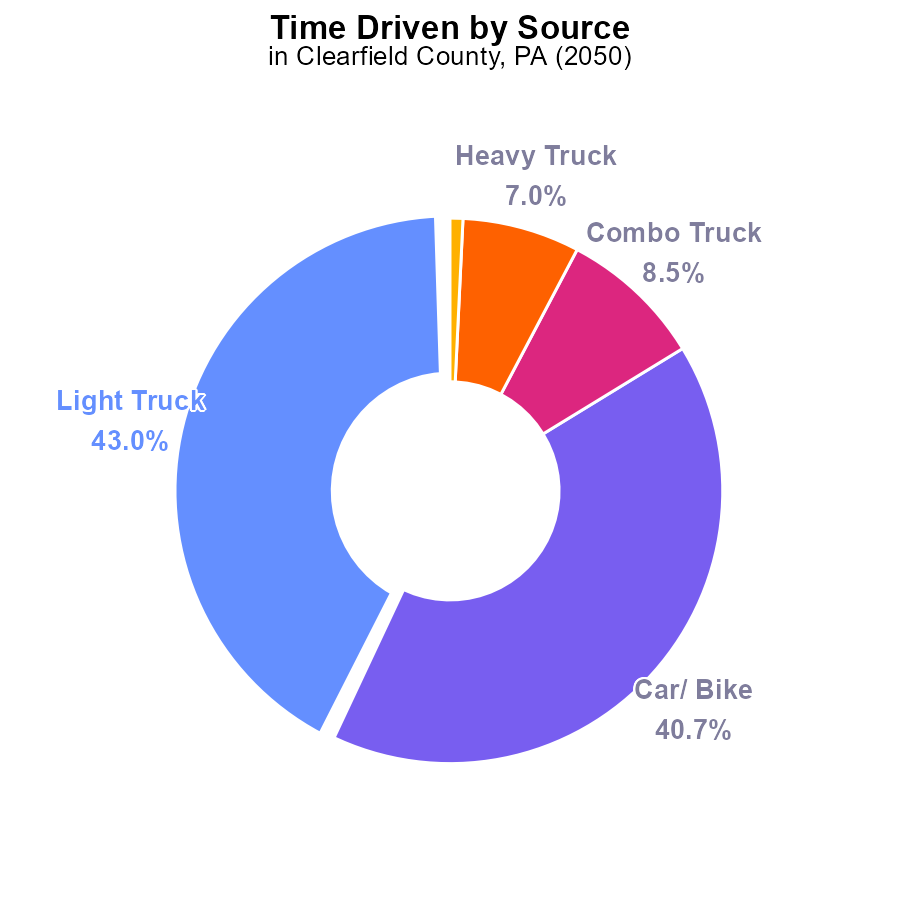 Time Driven by Source
in Clearfield County, PA (2050)
Heavy Truck
7.0%
Combo Truck
8.5%
Light Truck
43.0%
Car/ Bike
40.7%